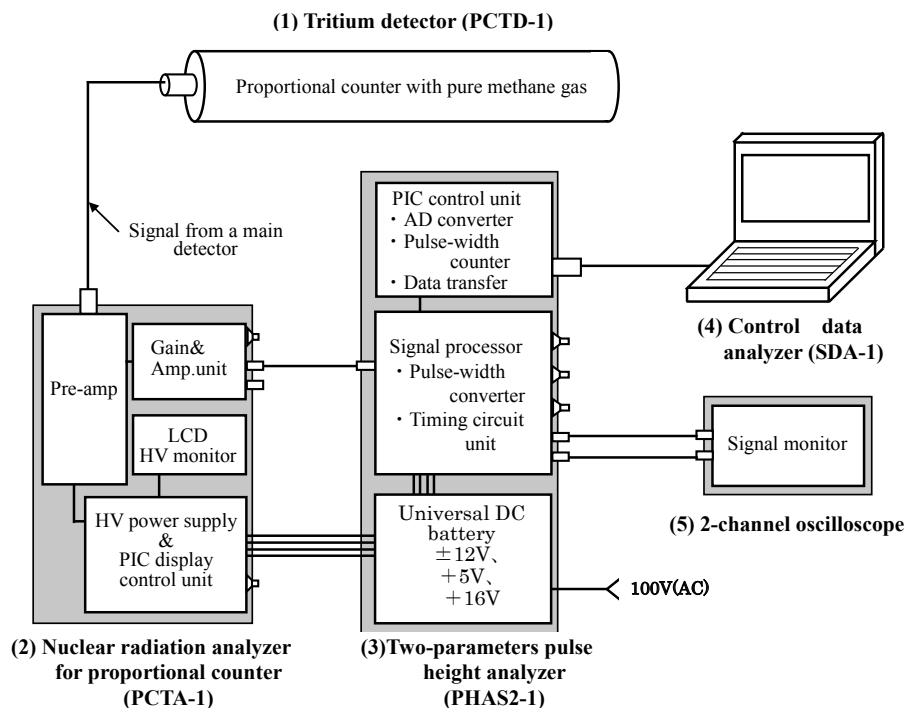 (1) Tritium detector (PCTD-1)
Proportional counter with pure methane gas
Signal from a main
detector
Pre-amp
Gain&
Amp.unit
LCD
HV monitor
HV power supply
&
PIC display
control unit
(2) Nuclear radiation analyzer
for proportional counter
(PCTA-1)
PIC control unit
・AD converter
・Pulse-width
counter
・Data transfer
Signal processor
・Pulse-width
converter
・Timing circuit
unit
Universal DC
battery
±12V、
+5V、
+16V
100V(AC)
(3)Two-parameters pulse
height analyzer
(PHAS2-1)
(4) Control data
analyzer (SDA-1)
Signal monitor
(5) 2-channel oscilloscope